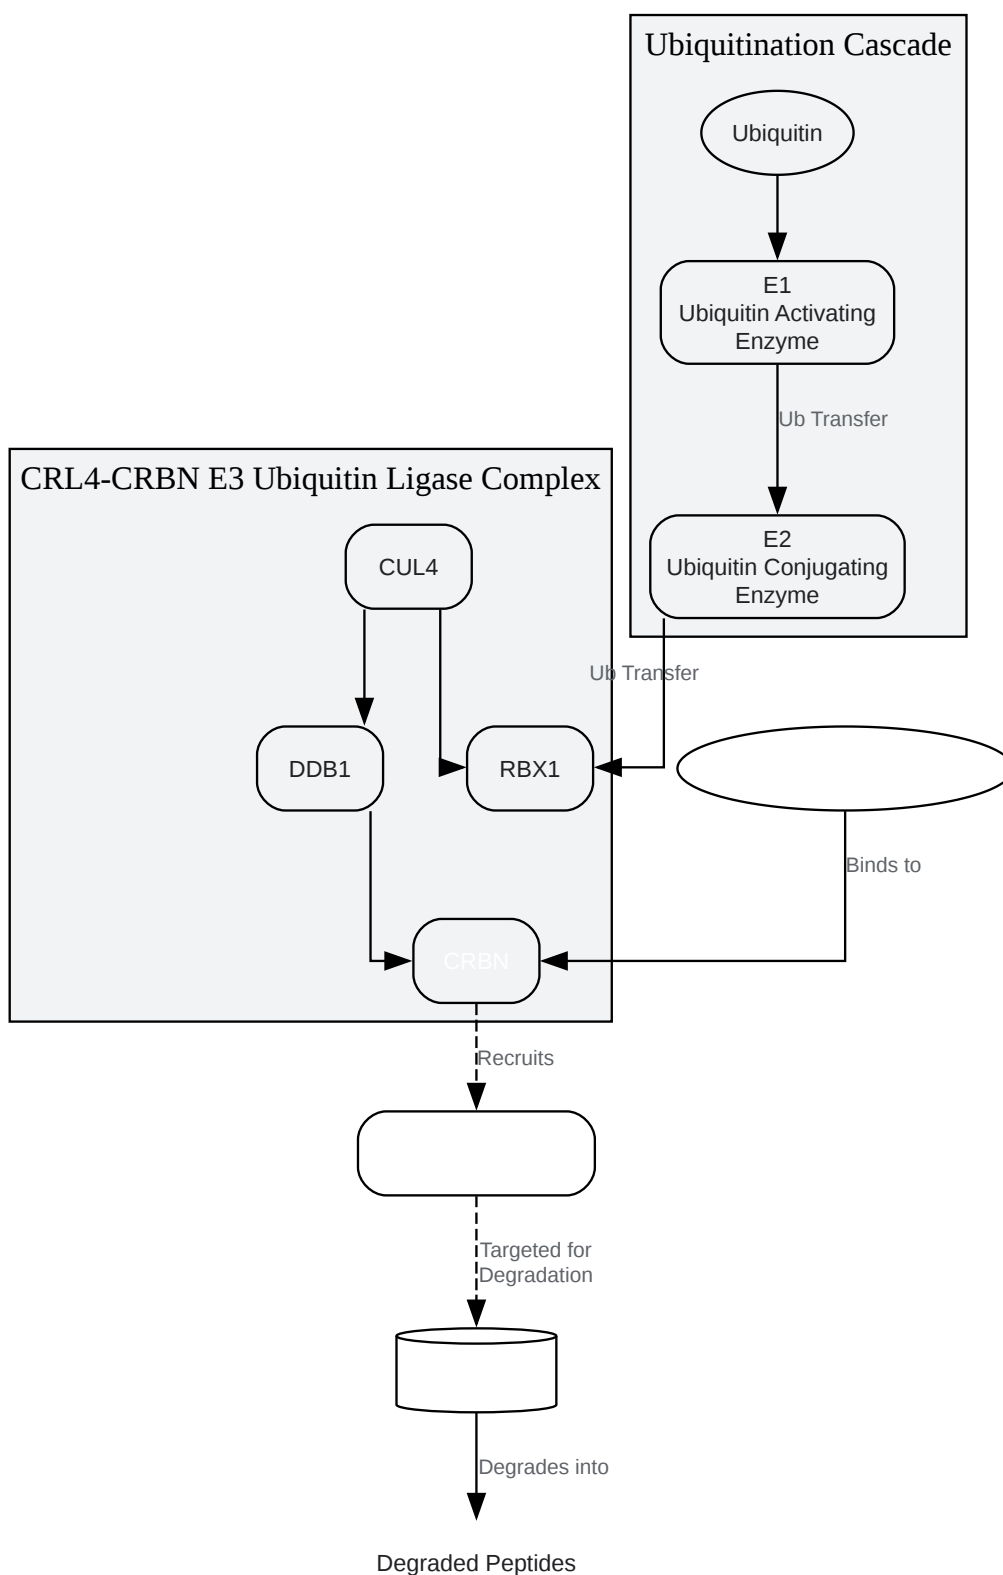 Ubiquitination Cascade
Ubiquitin
E1
Ubiquitin Activating
Enzyme
Ub Transfer
E2
Ubiquitin Conjugating
Enzyme
CRL4-CRBN E3 Ubiquitin Ligase Complex
CUL4
Ub Transfer
DDB1
RBX1
Binds to
CRBN
Recruits
Targeted for
Degradation
Degrades into
Degraded Peptides